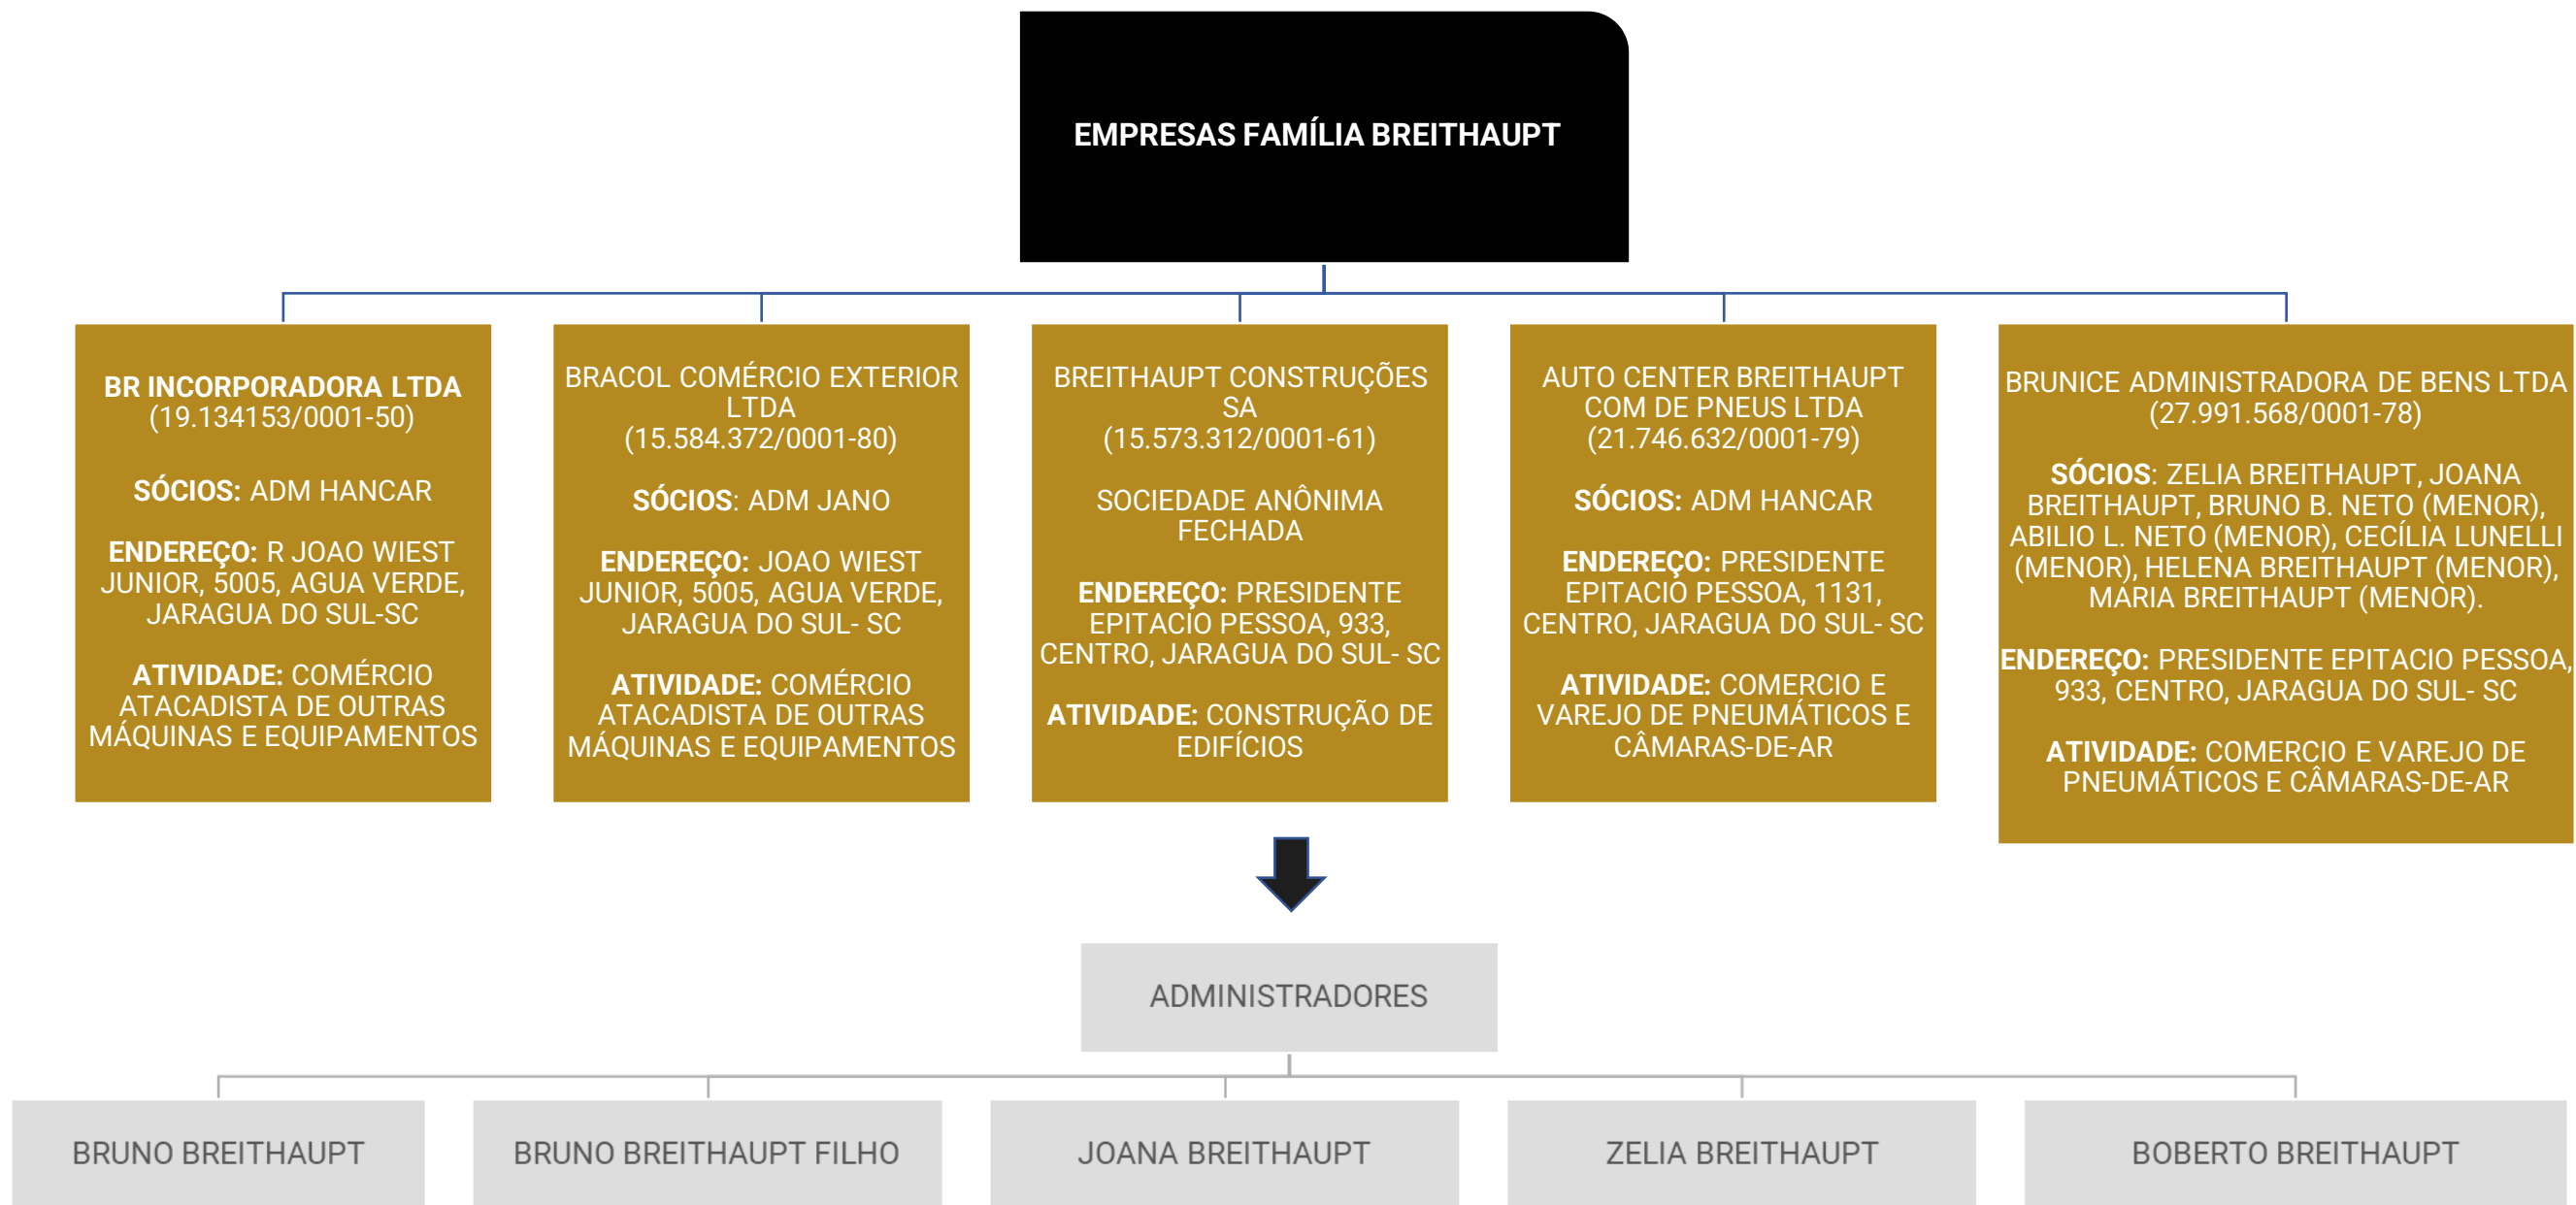 EMPRESAS FAMÍLIA BREITHAUPT
BR INCORPORADORA LTDA
(19.134153/0001-50)
SÓCIOS: ADM HANCAR
ENDEREÇO: R JOAO WIEST
JUNIOR, 5005, AGUA VERDE,
JARAGUA DO SUL-SC
ATIVIDADE: COMÉRCIO
ATACADISTA DE OUTRAS
MÁQUINAS E EQUIPAMENTOS
BRACOL COMÉRCIO EXTERIOR
LTDA
(15.584.372/0001-80)
SÓCIOS: ADM JANO
ENDEREÇO: JOAO WIEST
JUNIOR, 5005, AGUA VERDE,
JARAGUA DO SUL- SC
ATIVIDADE: COMÉRCIO
ATACADISTA DE OUTRAS
MÁQUINAS E EQUIPAMENTOS
BREITHAUPT CONSTRUÇÕES
SA
(15.573.312/0001-61)
SOCIEDADE ANÔNIMA
FECHADA
ENDEREÇO: PRESIDENTE
EPITACIO PESSOA, 933,
CENTRO, JARAGUA DO SUL- SC
ATIVIDADE: CONSTRUÇÃO DE
EDIFÍCIOS
AUTO CENTER BREITHAUPT
COM DE PNEUS LTDA
(21.746.632/0001-79)
SÓCIOS: ADM HANCAR
ENDEREÇO: PRESIDENTE
EPITACIO PESSOA, 1131,
CENTRO, JARAGUA DO SUL- SC
ATIVIDADE: COMERCIO E
VAREJO DE PNEUMÁTICOS E
CÂMARAS-DE-AR
BRUNICE ADMINISTRADORA DE BENS LTDA
(27.991.568/0001-78)
SÓCIOS: ZELIA BREITHAUPT, JOANA
BREITHAUPT, BRUNO B. NETO (MENOR),
ABILIO L. NETO (MENOR), CECÍLIA LUNELLI
(MENOR), HELENA BREITHAUPT (MENOR),
MARIA BREITHAUPT (MENOR).
ENDEREÇO: PRESIDENTE EPITACIO PESSOA,
933, CENTRO, JARAGUA DO SUL- SC
ATIVIDADE: COMERCIO E VAREJO DE
PNEUMÁTICOS E CÂMARAS-DE-AR
ADMINISTRADORES
BRUNO BREITHAUPT
BRUNO BREITHAUPT FILHO
JOANA BREITHAUPT
ZELIA BREITHAUPT
BOBERTO BREITHAUPT